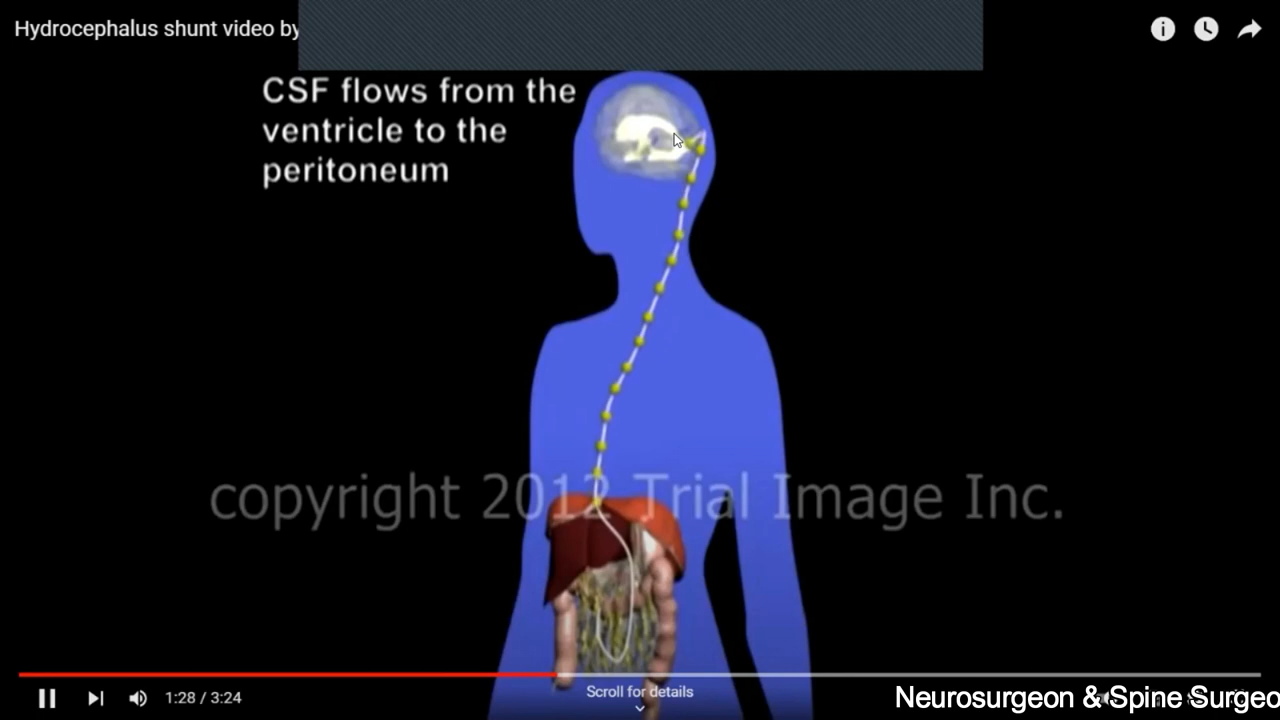 Hydrocephalus shunt video by
CSF flows from the
ventricle to the
peritoneum
copyright 2012 Trial Image Inc.
1:28 / 3:24
Scroll for details
Neurosurgeon & Spine Surgeo